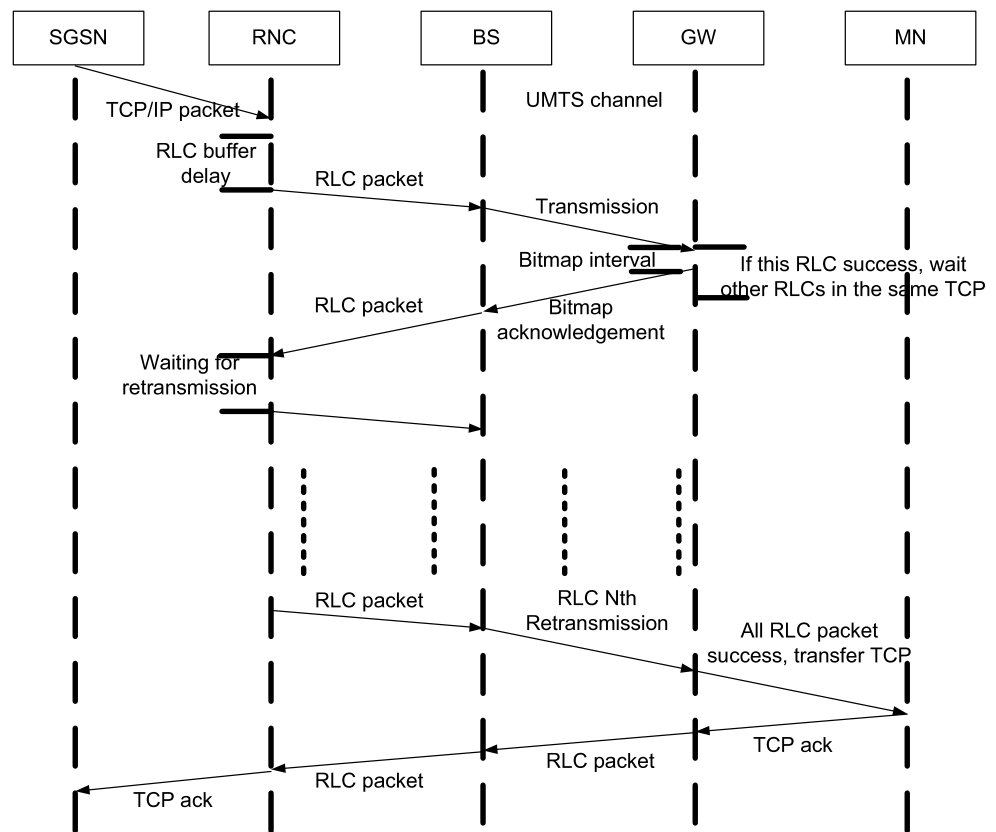 SGSN
RNC
BS
GW
MN
UMTS channel
TCP/IP packet
RLC buffer
delay
RLC packet
Transmission
Bitmap interval
If this RLC success, wait
other RLCs in the same TCP
RLC packet
Bitmap
acknowledgement
Waiting for
retransmission
RLC packet
RLC Nth
Retransmission
All RLC packet
success, transfer TCP
TCP ack
RLC packet
RLC packet
TCP ack